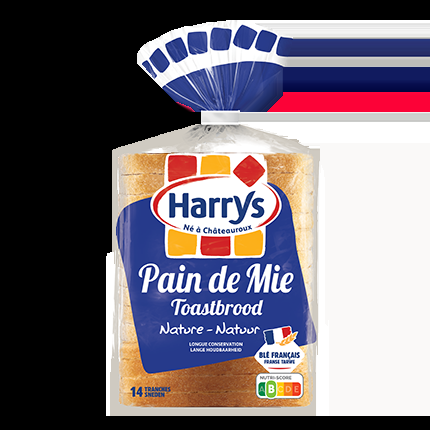 Harrys
Né à Châteauroux
Pain de Mie
Toastbrood
Nature - Natuur
LONGUE CONSERVATION
LANGE HOUDBAARHEID
BLÉ FRANÇAIS
FRANSE TARWE
14 TRANCHES
SNEDEN
NUTRI-SCORE
A B C D E